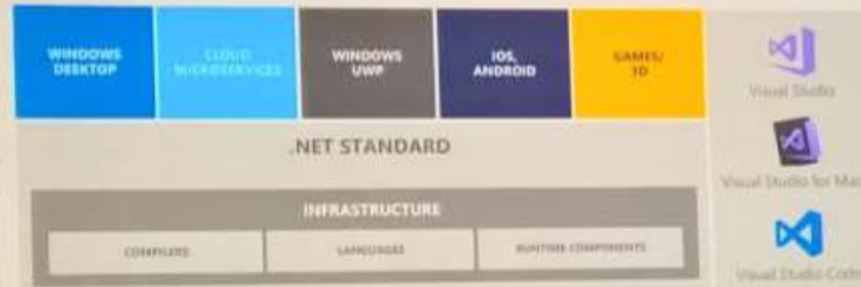 WINDOWS
DESKTOP
CLOUD
MICROSERVICES
WINDOWS
UWP
IOS,
ANDROID
GAMES/
3D
Visual Studio
.NET STANDARD
Visual Studio for Mac
INFRASTRUCTURE
COMPILERS
LANGUAGES
RUNTIME COMPONENTS
Visual Studio Code